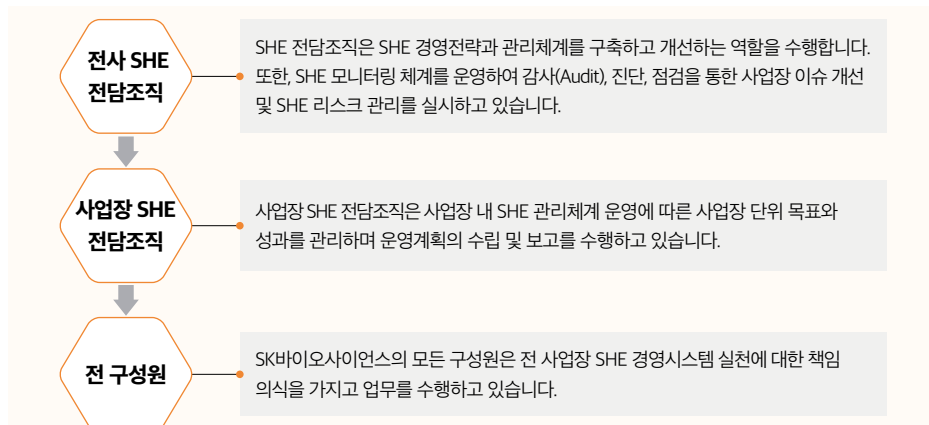 전사 SHE
전담조직
SHE 전담조직은 SHE 경영전략과 관리체계를 구축하고 개선하는 역할을 수행합니다.
또한, SHE 모니터링 체계를 운영하여 감사(Audit), 진단, 점검을 통한 사업장 이슈 개선
및 SHE 리스크 관리를 실시하고 있습니다.
사업장 SHE
전담조직
사업장 SHE 전담조직은 사업장 내 SHE 관리체계 운영에 따른 사업장 단위 목표와
성과를 관리하며 운영계획의 수립 및 보고를 수행하고 있습니다.
전 구성원
SK바이오사이언스의 모든 구성원은 전 사업장 SHE 경영시스템 실천에 대한 책임
의식을 가지고 업무를 수행하고 있습니다.